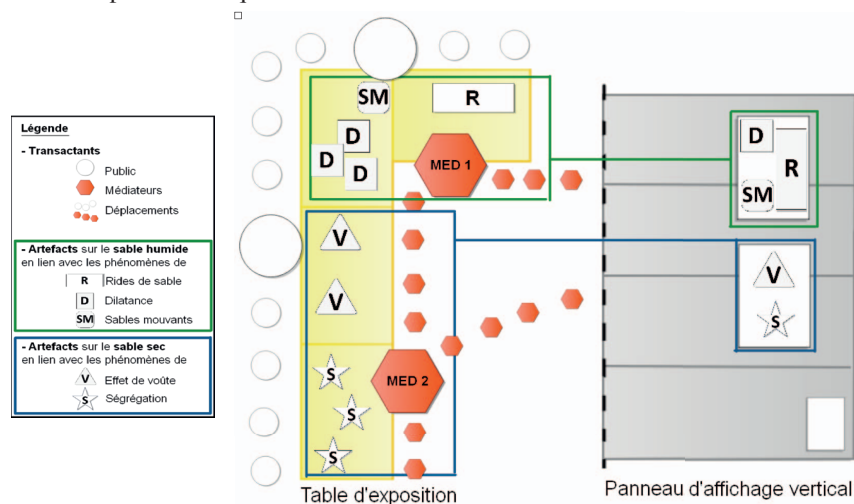 Légende
- Transactants
Public
Médiateurs
Déplacements
- Artefacts sur le sable humide
en lien avec les phénomènes de
R Rides de sable
D Dilatance
SM Sables mouvants
- Artefacts sur le sable sec
en lien avec les phénomènes de
V Effet de voûte
S Ségrégation
SM
R
D
D
D
MED 1
V
V
S
MED 2
S
S
Table d'exposition
D
R
SM
V
S
Panneau d'affichage vertical